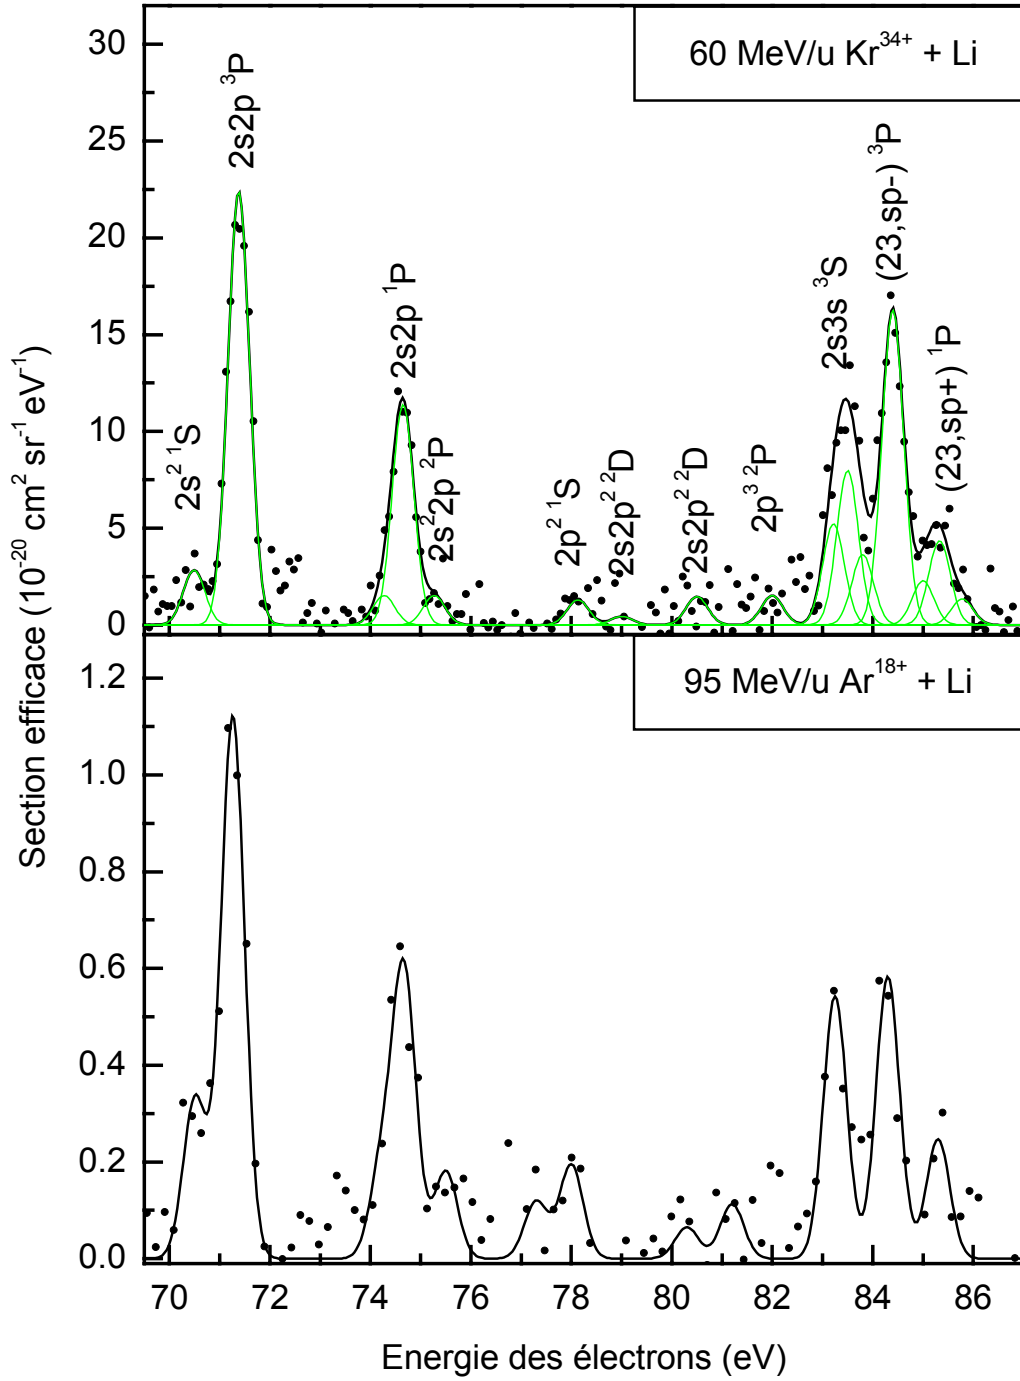 60 MeV/u Kr34+ + Li
30
25
20
15
10
5
0
2s2 1S
2s2p 3P
2s2p 1P
2s2 2p 2P
2p2 1S
2s2p2 2D
2s2p2 2D
2p3 2P
2s3s 3S
(23,sp-) 3P
(23,sp+) 1P
Section efficace (10-20 cm2 sr-1 eV-1)
95 MeV/u Ar18+ + Li
1.2
1.0
0.8
0.6
0.4
0.2
0.0
70 72 74 76 78 80 82 84 86
Energie des électrons (eV)